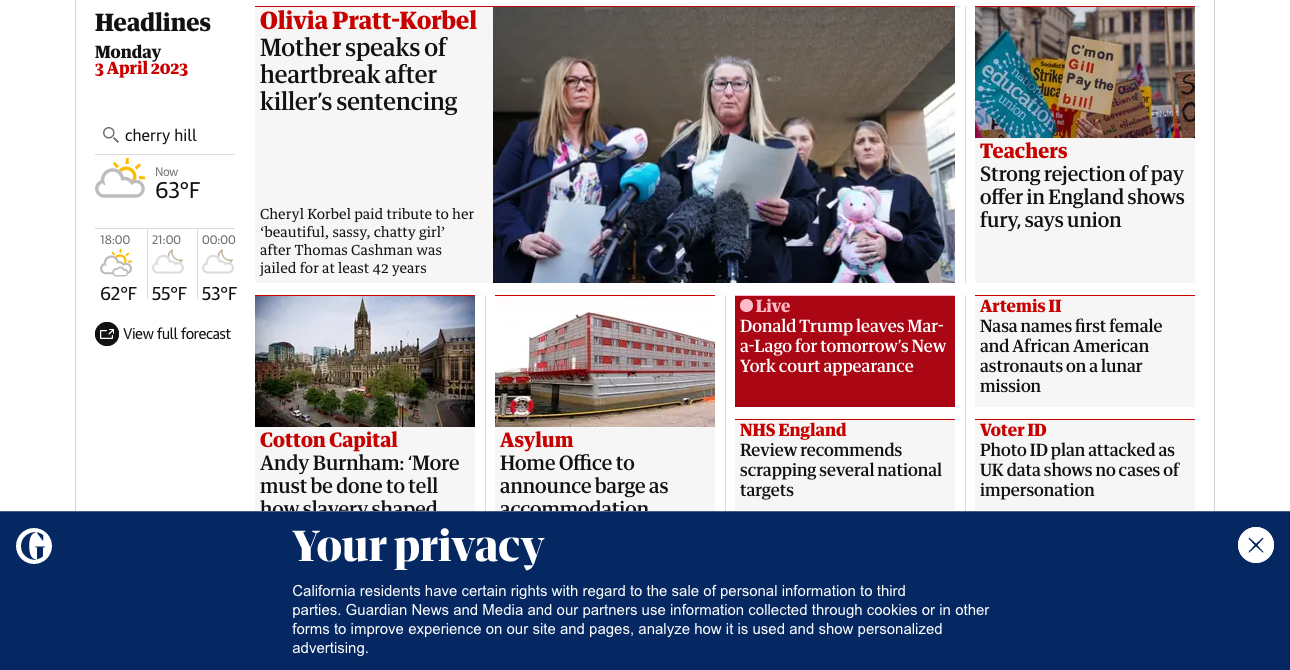 Headlines
Monday
3 April 2023
cherry hill
Now
63°F
18:00
21:00
00:00
62°F
55°F
53°F
View full forecast
Olivia Pratt-Korbel
Mother speaks of
heartbreak after
killer’s sentencing
Cheryl Korbel paid tribute to her
‘beautiful, sassy, chatty girl’
after Thomas Cashman was
jailed for at least 42 years
national
education
union
Strike
C'mon
Gill
Pay the
bill!
Teachers
Strong rejection of pay
offer in England shows
fury, says union
Cotton Capital
Andy Burnham: ‘More
must be done to tell
how slavery shaped
Asylum
Home Office to
announce barge as
accommodation
Live
Donald Trump leaves Mar-
a-Lago for tomorrow’s New
York court appearance
NHS England
Review recommends
scrapping several national
targets
Artemis II
Nasa names first female
and African American
astronauts on a lunar
mission
Voter ID
Photo ID plan attacked as
UK data shows no cases of
impersonation
G
Your privacy
California residents have certain rights with regard to the sale of personal information to third
parties. Guardian News and Media and our partners use information collected through cookies or in other
forms to improve experience on our site and pages, analyze how it is used and show personalized
advertising.